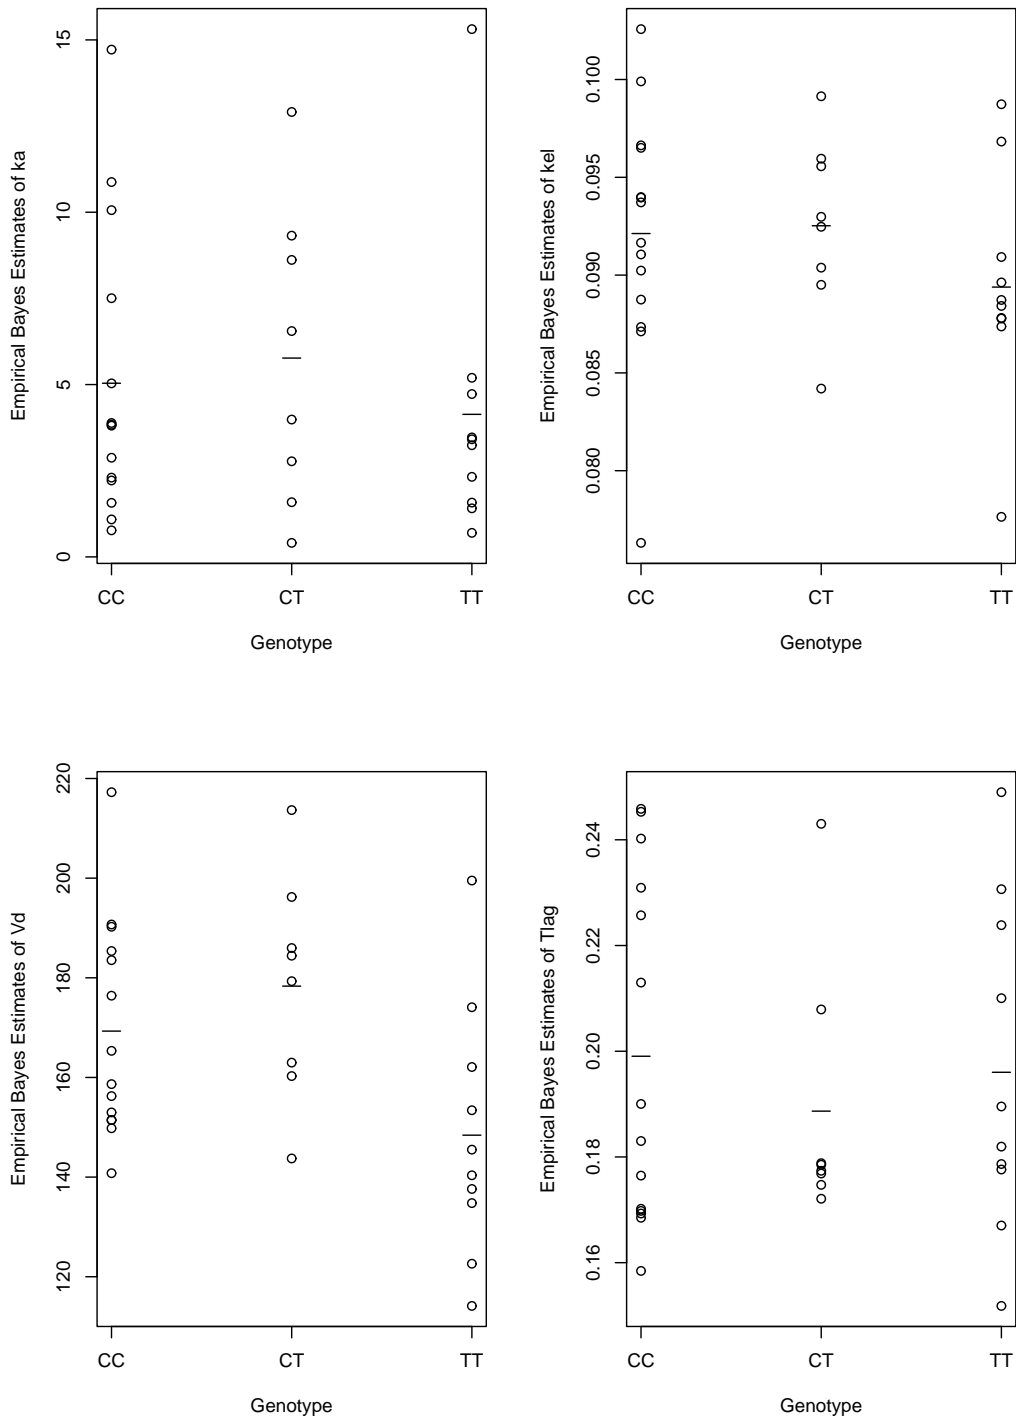 Empirical Bayes Estimates of ka
15
10
5
0
CC CT TT
Genotype
Empirical Bayes Estimates of kel
0.100
0.095
0.090
0.085
0.080
CC CT TT
Genotype
Empirical Bayes Estimates of Vd
220
200
180
160
140
120
CC CT TT
Genotype
Empirical Bayes Estimates of Tlag
0.24
0.22
0.20
0.18
0.16
CC CT TT
Genotype